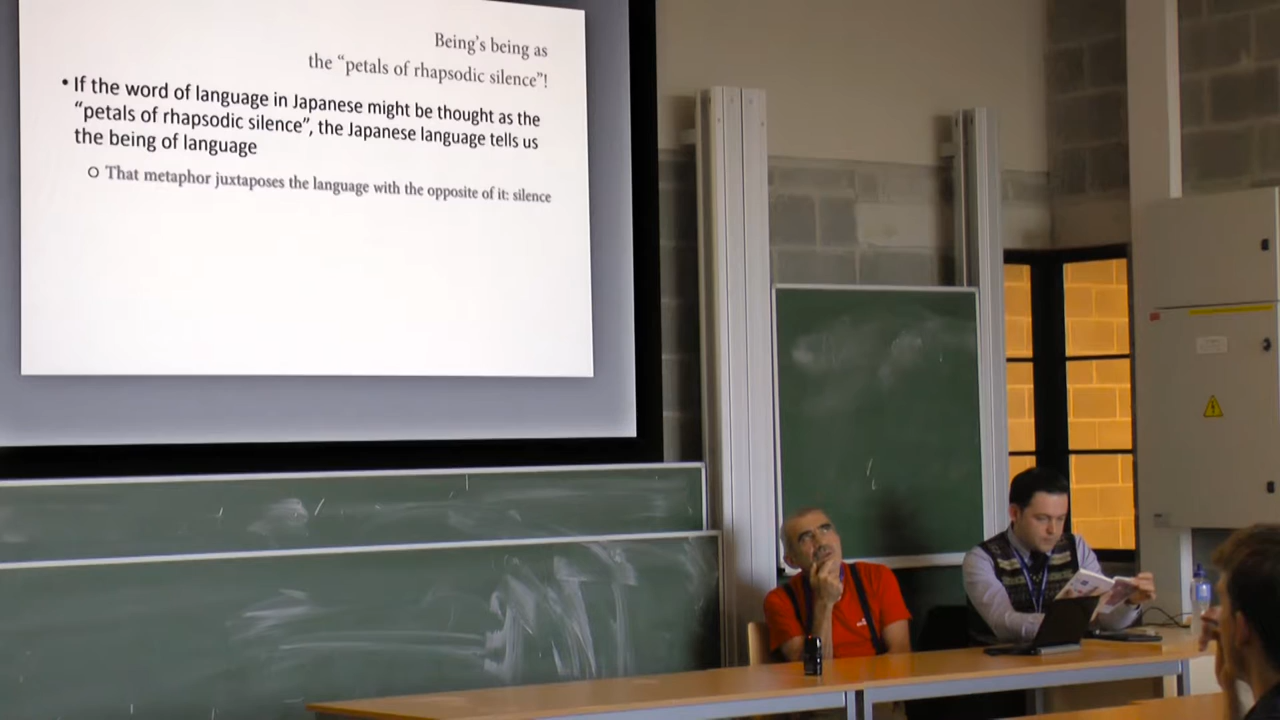 Being's being as
the “petals of rhapsodic silence”!
• If the word of language in Japanese might be thought as the
“petals of rhapsodic silence”, the Japanese language tells us
the being of language
○ That metaphor juxtaposes the language with the opposite of it: silence